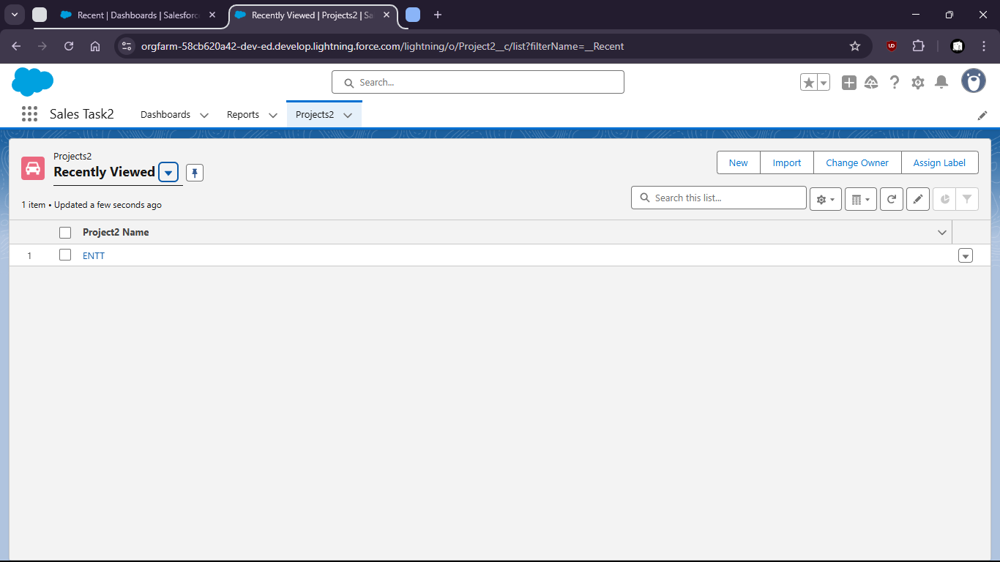 Recent | Dashboards | Salesforc
Recently Viewed | Projects2 | Sa
orgfarm-58cb620a42-dev-ed.develop.lightning.force.com/lightning/o/Project2__c/list?filterName=__Recent
Search...
Sales Task2
Dashboards
Reports
Projects2
Projects2
Recently Viewed
New
Import
Change Owner
Assign Label
1 item • Updated a few seconds ago
Search this list...
Project2 Name
1 ENTT